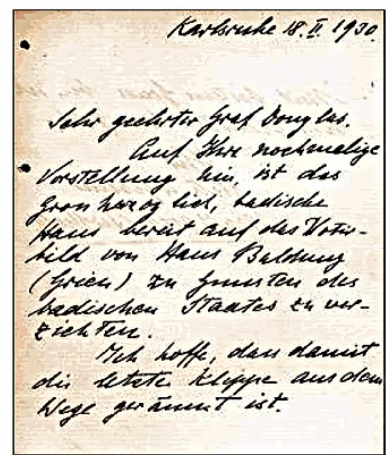 Karlsruhe 18. II. 1930
Sehr geehrter Graf Douglas.
Auf Ihre nochmalige
Vorstellung hin, ist das
Grossherzoglich, badische
Haus bereit auf das Votiv-
bild von Hans Baldung
(Grien) zu Gunsten des
badischen Staates zu ver-
zichten.
Ich hoffe, dass damit
die letzte Klippe aus dem
Wege geräumt ist.